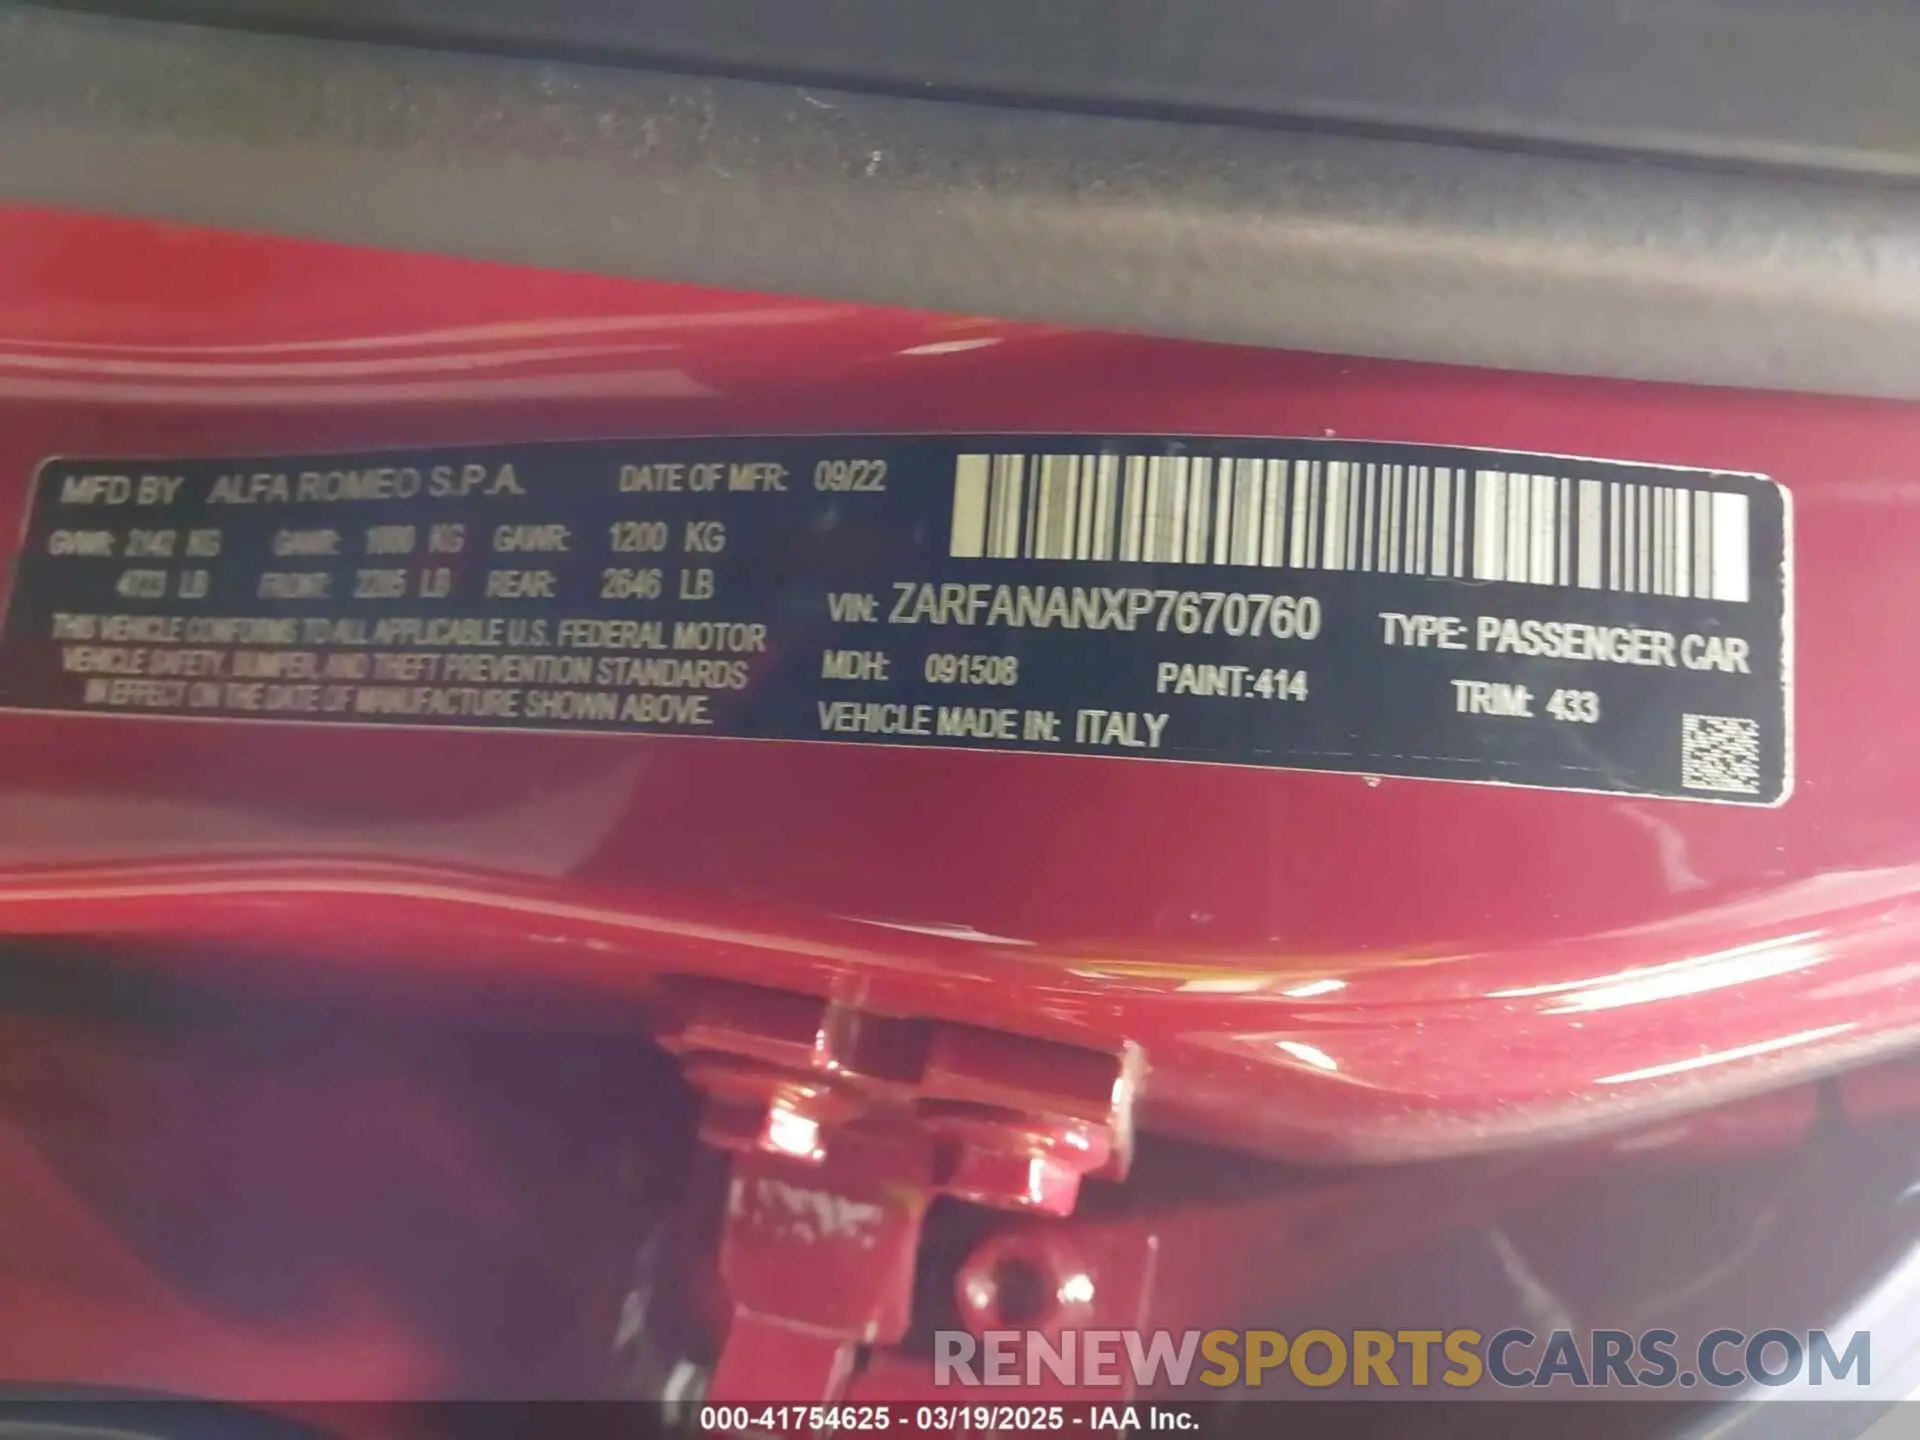 MFD BY ALFA ROMEO S.P.A. DATE OF MFR: 09/22
GVWR: 2142 KG GAWR: 1000 KG GAWR: 1200 KG
4723 LB FRONT: 2205 LB REAR: 2646 LB
THIS VEHICLE CONFORMS TO ALL APPLICABLE U.S. FEDERAL MOTOR
VEHICLE SAFETY, BUMPER, AND THEFT PREVENTION STANDARDS
IN EFFECT ON THE DATE OF MANUFACTURE SHOWN ABOVE.
VIN: ZARFANANXP7670760 TYPE: PASSENGER CAR
MDH: 091508 PAINT:414 TRIM: 433
VEHICLE MADE IN: ITALY
RENEWSPORTSCARS.COM
000-41754625 - 03/19/2025 - IAA Inc.